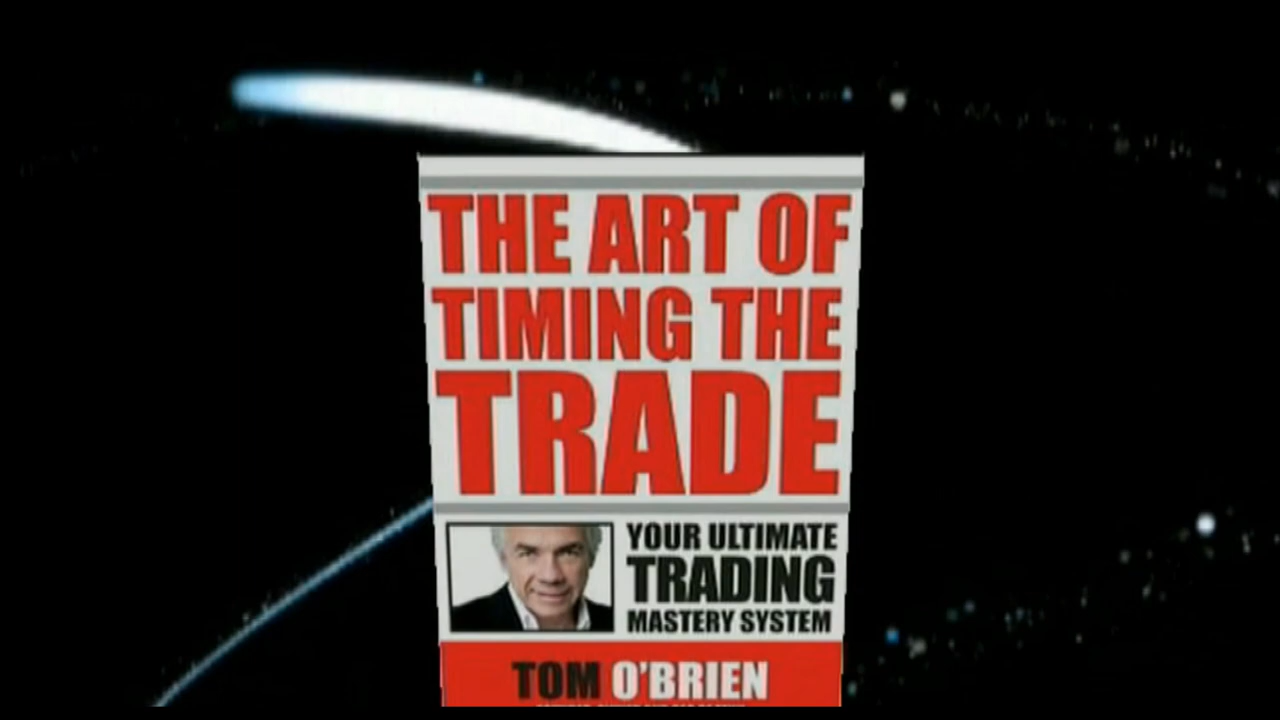 THE ART OF
TIMING THE
TRADE
YOUR ULTIMATE
TRADING
MASTERY SYSTEM
TOM O'BRIEN